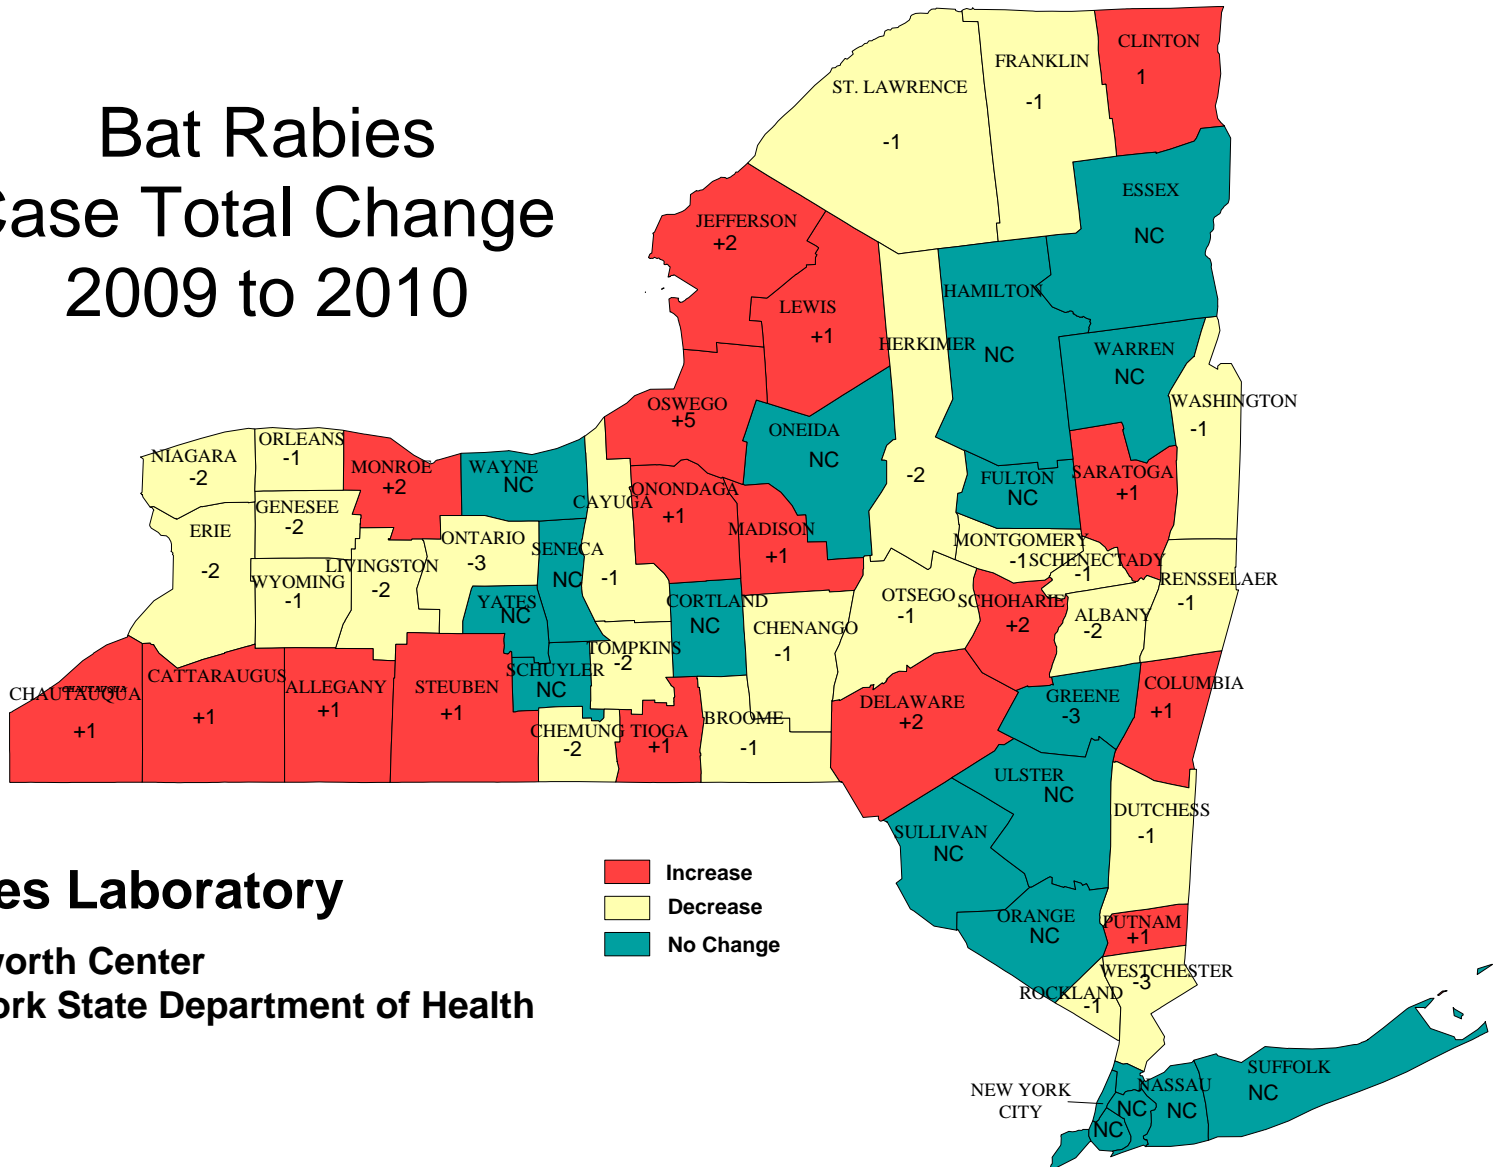 Bat Rabies
Case Total Change
2009 to 2010
CLINTON
1
FRANKLIN
-1
ST. LAWRENCE
-1
ESSEX
NC
JEFFERSON
+2
LEWIS
+1
HAMILTON
NC
HERKIMER
-2
WARREN
NC
WASHINGTON
-1
OSWEGO
+5
ONEIDA
NC
NIAGARA
-2
ORLEANS
-1
MONROE
+2
WAYNE
NC
CAYUGA
-1
ONONDAGA
+1
MADISON
+1
FULTON
NC
SARATOGA
+1
ERIE
-2
GENESEE
-2
WYOMING
-1
LIVINGSTON
-2
ONTARIO
-3
SENECA
NC
YATES
NC
MONTGOMERY
-1
SCHENECTADY
-1
RENSSELAER
-1
ALBANY
-2
OTSEGO
-1
SCHOHARIE
+2
CORTLAND
NC
CHENANGO
-1
TOMPKINS
-2
SCHUYLER
NC
CHAUTAUQUA
CHAUTAUQUA
+1
CATTARAUGUS
+1
ALLEGANY
+1
STEUBEN
+1
CHEMUNG
-2
TIOGA
+1
BROOME
-1
DELAWARE
+2
GREENE
-3
COLUMBIA
+1
ULSTER
NC
SULLIVAN
NC
DUTCHESS
-1
ORANGE
NC
PUTNAM
+1
WESTCHESTER
-3
ROCKLAND
-1
NEW YORK
CITY
NC
NC
NASSAU
NC
SUFFOLK
NC
Increase
Decrease
No Change
es Laboratory
orth Center
ork State Department of Health